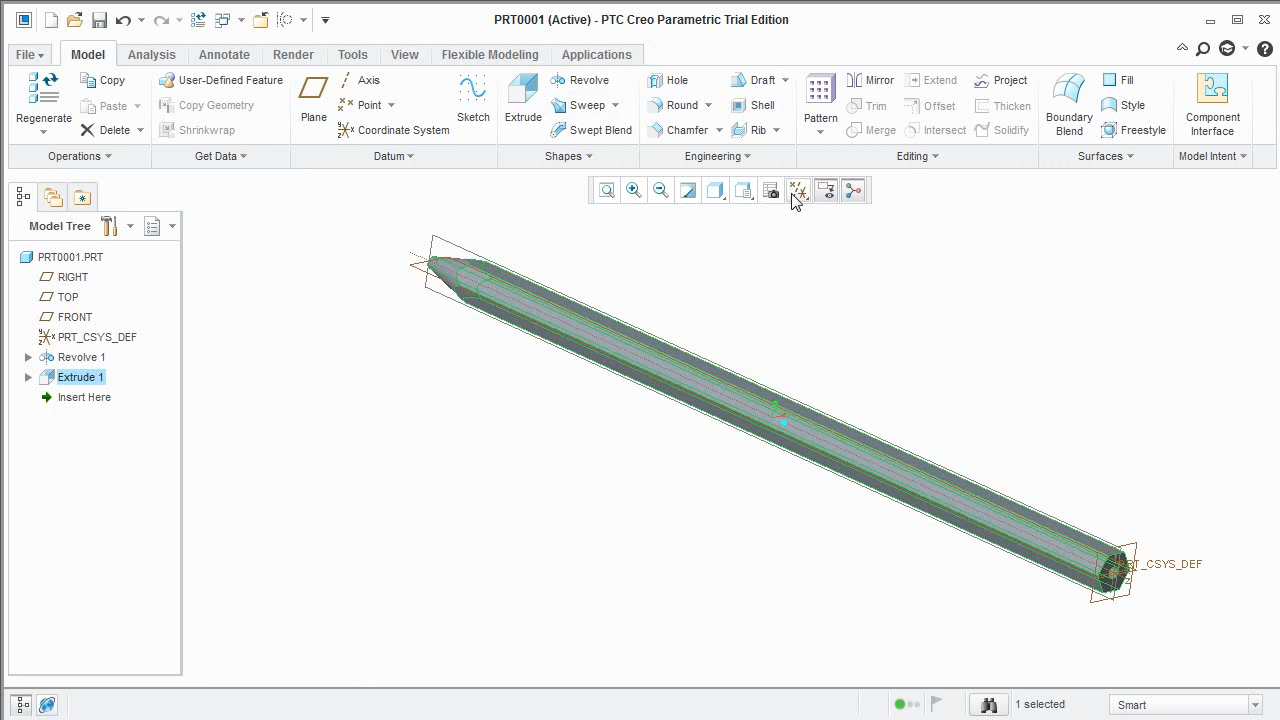 PRT0001 (Active) - PTC Creo Parametric Trial Edition
File Model Analysis Annotate Render Tools View Flexible Modeling Applications
Copy User-Defined Feature Axis Revolve Hole Draft Mirror Extend Project Fill
Paste Copy Geometry Point Sweep Round Shell Trim Offset Thicken Style
Regenerate Plane Sketch Extrude Pattern Boundary Blend Component Interface
Delete Shrinkwrap Coordinate System Swept Blend Chamfer Rib Merge Intersect Solidify Freestyle
Operations Get Data Datum Shapes Engineering Editing Surfaces Model Intent
Model Tree
PRT0001.PRT
RIGHT
TOP
FRONT
PRT_CSYS_DEF
Revolve 1
Extrude 1
Insert Here
PRT_CSYS_DEF
1 selected Smart